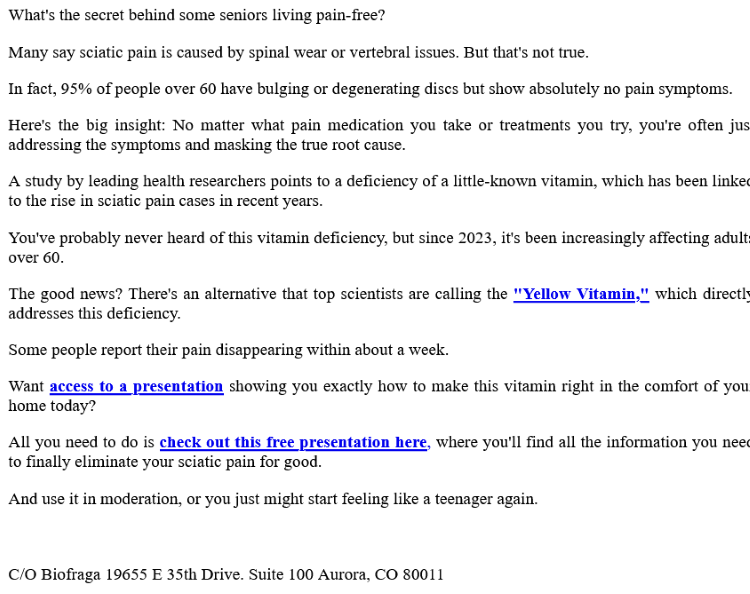 What's the secret behind some seniors living pain-free?
Many say sciatic pain is caused by spinal wear or vertebral issues. But that's not true.
In fact, 95% of people over 60 have bulging or degenerating discs but show absolutely no pain symptoms.
Here's the big insight: No matter what pain medication you take or treatments you try, you're often jus
addressing the symptoms and masking the true root cause.
A study by leading health researchers points to a deficiency of a little-known vitamin, which has been linked
to the rise in sciatic pain cases in recent years.
You've probably never heard of this vitamin deficiency, but since 2023, it's been increasingly affecting adults
over 60.
The good news? There's an alternative that top scientists are calling the "Yellow Vitamin," which directly
addresses this deficiency.
Some people report their pain disappearing within about a week.
Want access to a presentation showing you exactly how to make this vitamin right in the comfort of you
home today?
All you need to do is check out this free presentation here, where you'll find all the information you need
to finally eliminate your sciatic pain for good.
And use it in moderation, or you just might start feeling like a teenager again.
C/O Biofraga 19655 E 35th Drive. Suite 100 Aurora, CO 80011